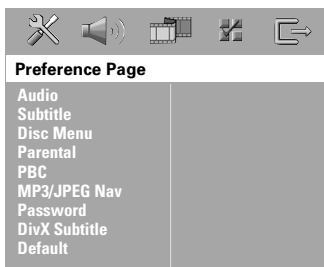 Preference Page
Audio
Subtitle
Disc Menu
Parental
PBC
MP3/JPEG Nav
Password
DivX Subtitle
Default